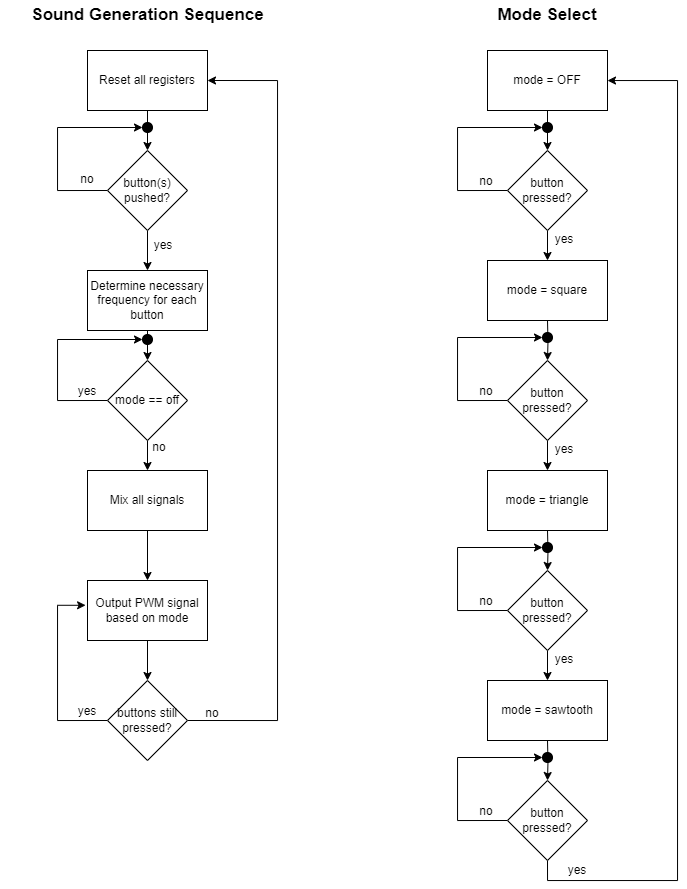 Sound Generation Sequence
Reset all registers
button(s)
pushed?
no
yes
Determine necessary
frequency for each
button
mode == off
yes
no
Mix all signals
Output PWM signal
based on mode
buttons still
pressed?
yes
no
Mode Select
mode = OFF
button
pressed?
no
yes
mode = square
button
pressed?
no
yes
mode = triangle
button
pressed?
no
yes
mode = sawtooth
button
pressed?
no
yes